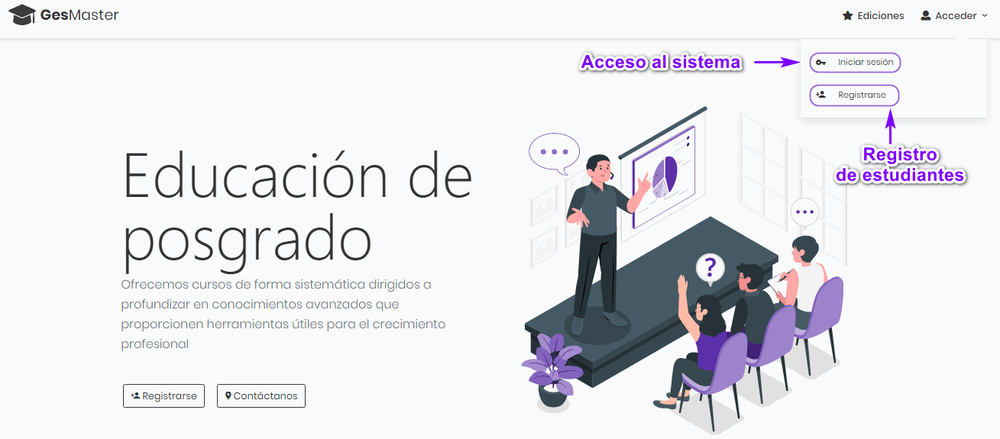 GesMaster
Ediciones
Acceder
Acceso al sistema
Iniciar sesión
Registrarse
Registro
de estudiantes
Educación de
posgrado
Ofrecemos cursos de forma sistemática dirigidos a
profundizar en conocimientos avanzados que
proporcionen herramientas útiles para el crecimiento
profesional
Registrarse
Contáctanos
?